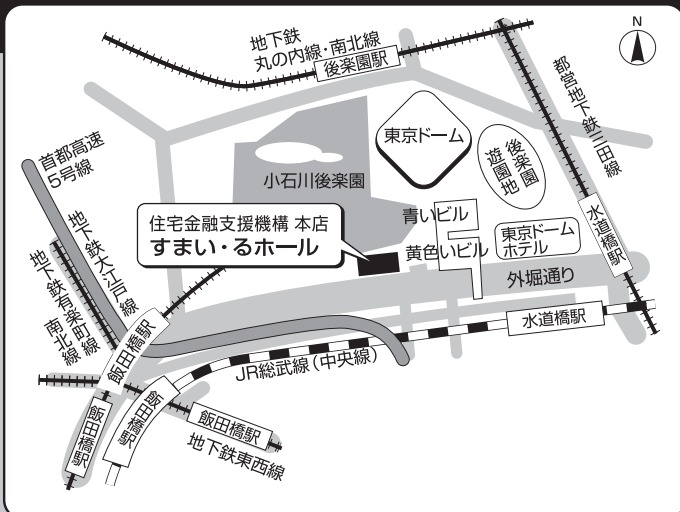 N
地下鉄
丸の内線・南北線
後楽園駅
都営地下鉄三田線
首都高速
5号線
東京ドーム
後楽園
遊園地
小石川後楽園
地下鉄大江戸線
地下鉄有楽町線
南北線
住宅金融支援機構 本店
すまい・るホール
青いビル
黄色いビル
東京ドーム
ホテル
水道橋駅
外堀通り
水道橋駅
飯田橋駅
JR総武線(中央線)
飯田橋駅
飯田橋駅
飯田橋駅
地下鉄東西線